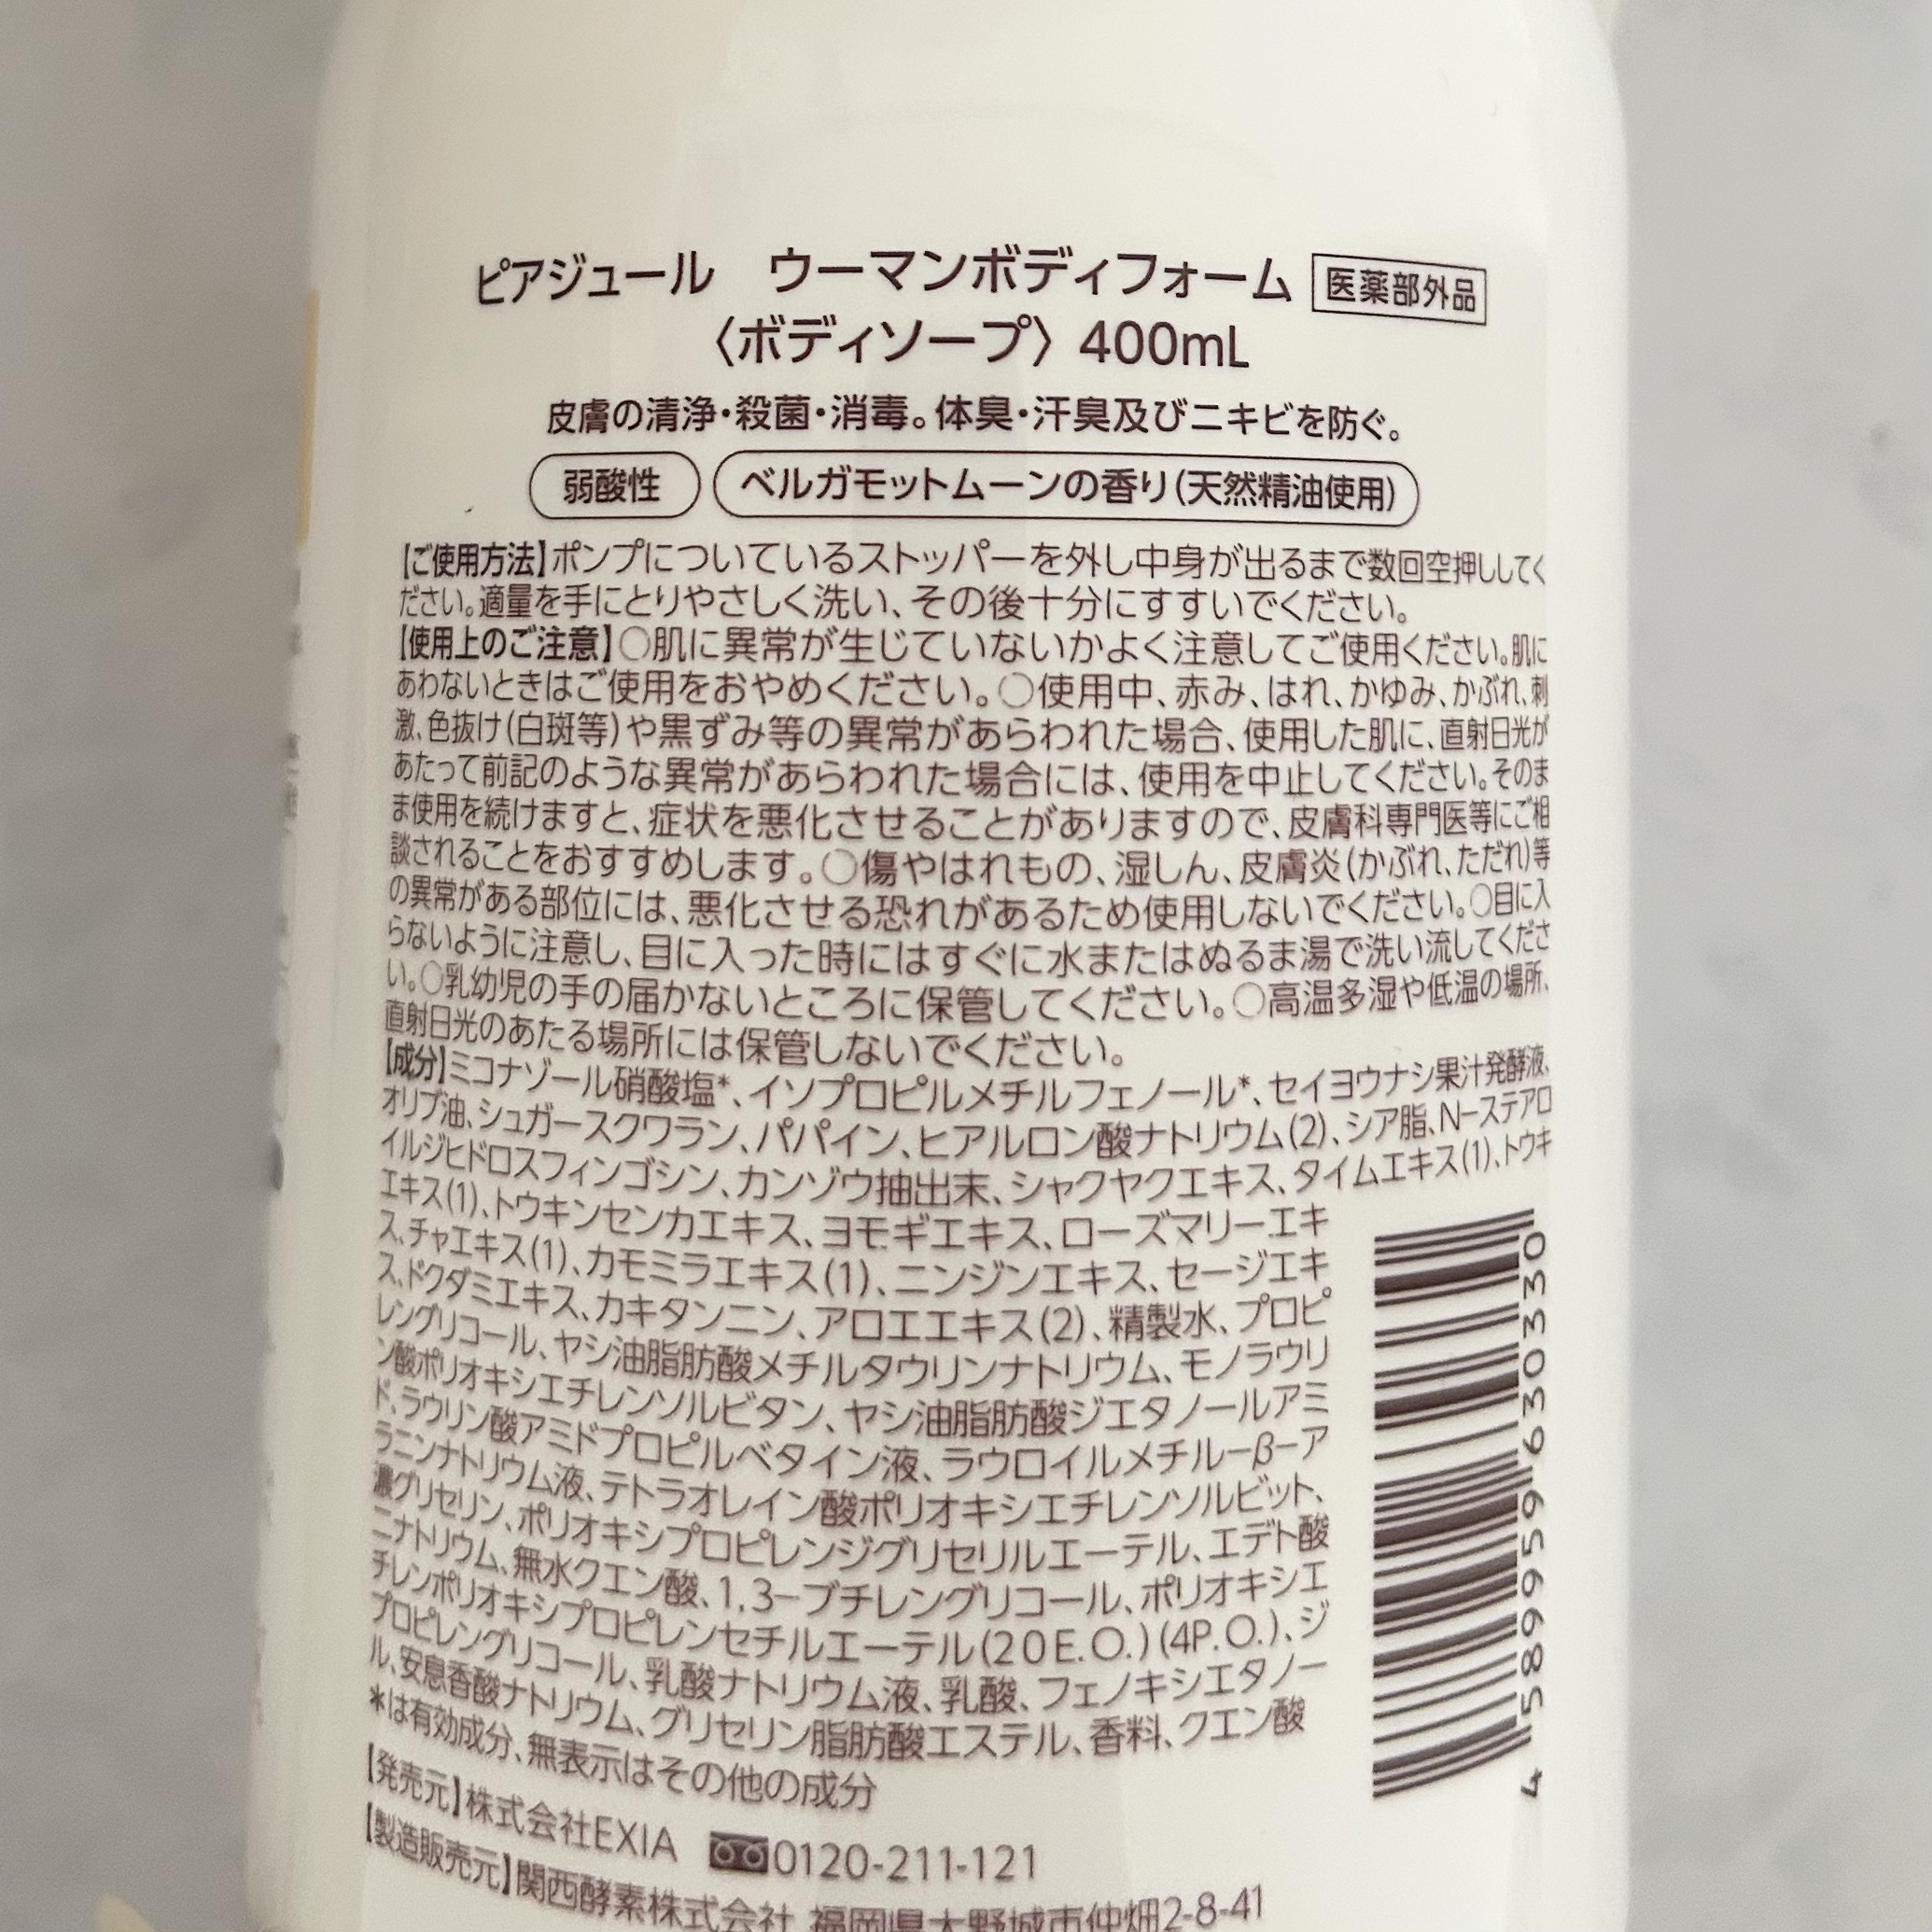 ピアジュール　ウーマンボディフォーム 医薬部外品
〈ボディソープ〉400mL
皮膚の清浄・殺菌・消毒。体臭・汗臭及びニキビを防ぐ。
弱酸性 ベルガモットムーンの香り(天然精油使用)
【ご使用方法】ポンプについているストッパーを外し中身が出るまで数回空押ししてく
ださい。適量を手にとりやさしく洗い、その後十分にすすいでください。
【使用上のご注意】○肌に異常が生じていないかよく注意してご使用ください。肌に
あわないときはご使用をおやめください。○使用中、赤み、はれ、かゆみ、かぶれ、刺
激、色抜け(白斑等)や黒ずみ等の異常があらわれた場合、使用した肌に、直射日光が
あたって前記のような異常があらわれた場合には、使用を中止してください。そのま
ま使用を続けますと、症状を悪化させることがありますので、皮膚科専門医等にご相
談されることをおすすめします。○傷やはれもの、湿しん、皮膚炎(かぶれ、ただれ)等
の異常がある部位には、悪化させる恐れがあるため使用しないでください。○目に入
らないように注意し、目に入った時にはすぐに水またはぬるま湯で洗い流してくださ
い。○乳幼児の手の届かないところに保管してください。○高温多湿や低温の場所、
直射日光のあたる場所には保管しないでください。
【成分】ミコナゾール硝酸塩*、イソプロピルメチルフェノール*、セイヨウナシ果汁発酵液、
オリブ油、シュガースクワラン、パパイン、ヒアルロン酸ナトリウム(2)、シア脂、N-ステアロ
イルジヒドロスフィンゴシン、カンゾウ抽出末、シャクヤクエキス、タイムエキス(1)、トウキ
エキス(1)、トウキンセンカエキス、ヨモギエキス、ローズマリーエキ
ス、チャエキス(1)、カモミラエキス(1)、ニンジンエキス、セージエキ
ス、ドクダミエキス、カキタンニン、アロエエキス(2)、精製水、プロピ
レングリコール、ヤシ油脂肪酸メチルタウリンナトリウム、モノラウリ
ン酸ポリオキシエチレンソルビタン、ヤシ油脂肪酸ジエタノールアミ
ド、ラウリン酸アミドプロピルベタイン液、ラウロイルメチル-β-ア
ラニンナトリウム液、テトラオレイン酸ポリオキシエチレンソルビット、
濃グリセリン、ポリオキシプロピレンジグリセリルエーテル、エデト酸
ニナトリウム、無水クエン酸、1,3-ブチレングリコール、ポリオキシエ
チレンポリオキシプロピレンセチルエーテル(20E.O.)(4P.O.)、ジ
プロピレングリコール、乳酸ナトリウム液、乳酸、フェノキシエタノー
ル、安息香酸ナトリウム、グリセリン脂肪酸エステル、香料、クエン酸
*は有効成分、無表示はその他の成分
4 589959 630330
【発売元】株式会社EXIA 0120-211-121
【製造販売元】関西酵素株式会社 福岡県大野城市仲畑2-8-41